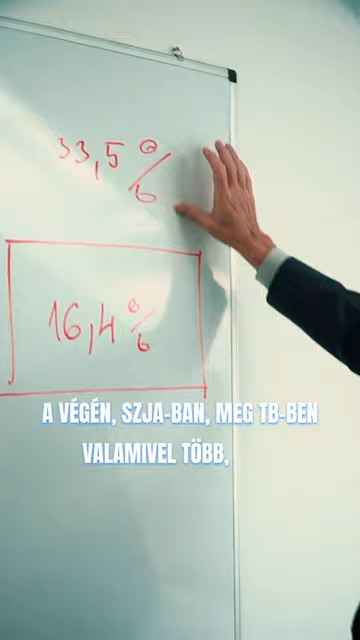 33,5 %
16,4 %
A VÉGÉN, SZJA-BAN, MEG TB-BEN
VALAMIVEL TÖBB,